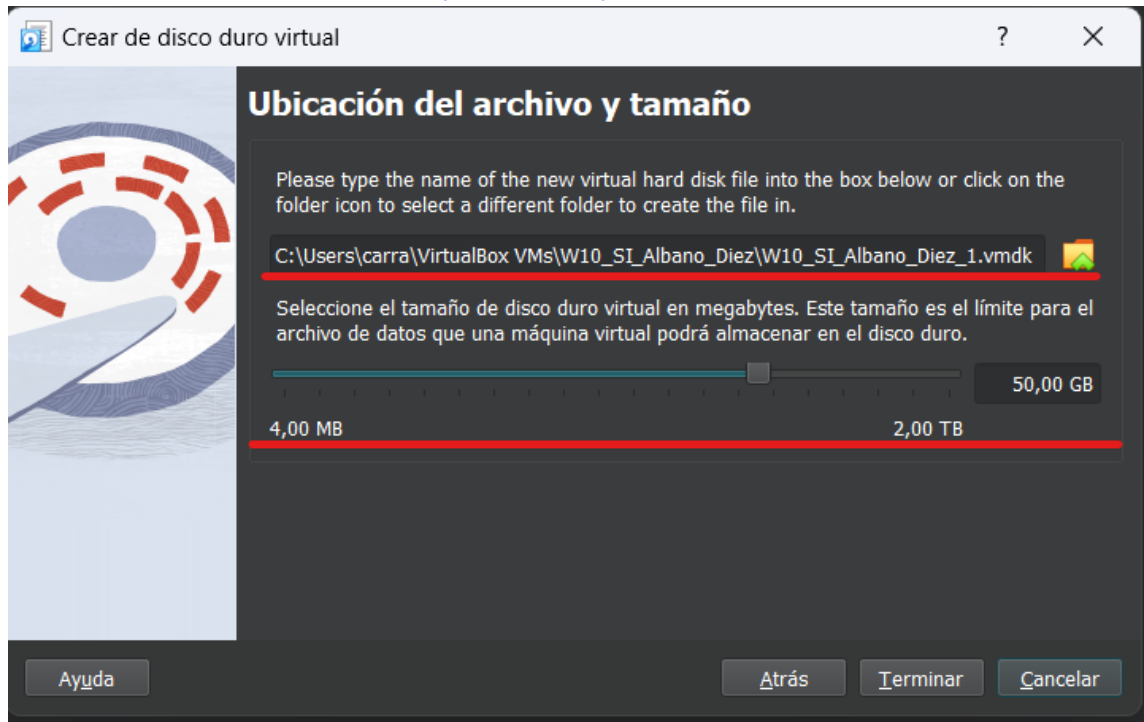 Crear de disco duro virtual
?
Ubicación del archivo y tamaño
Please type the name of the new virtual hard disk file into the box below or click on the
folder icon to select a different folder to create the file in.
C:\Users\carra\VirtualBox VMs\W10_SI_Albano_Diez\W10_SI_Albano_Diez_1.vmdk
Seleccione el tamaño de disco duro virtual en megabytes. Este tamaño es el límite para el
archivo de datos que una máquina virtual podrá almacenar en el disco duro.
50,00 GB
4,00 MB 2,00 TB
Ayuda Atrás Terminar Cancelar